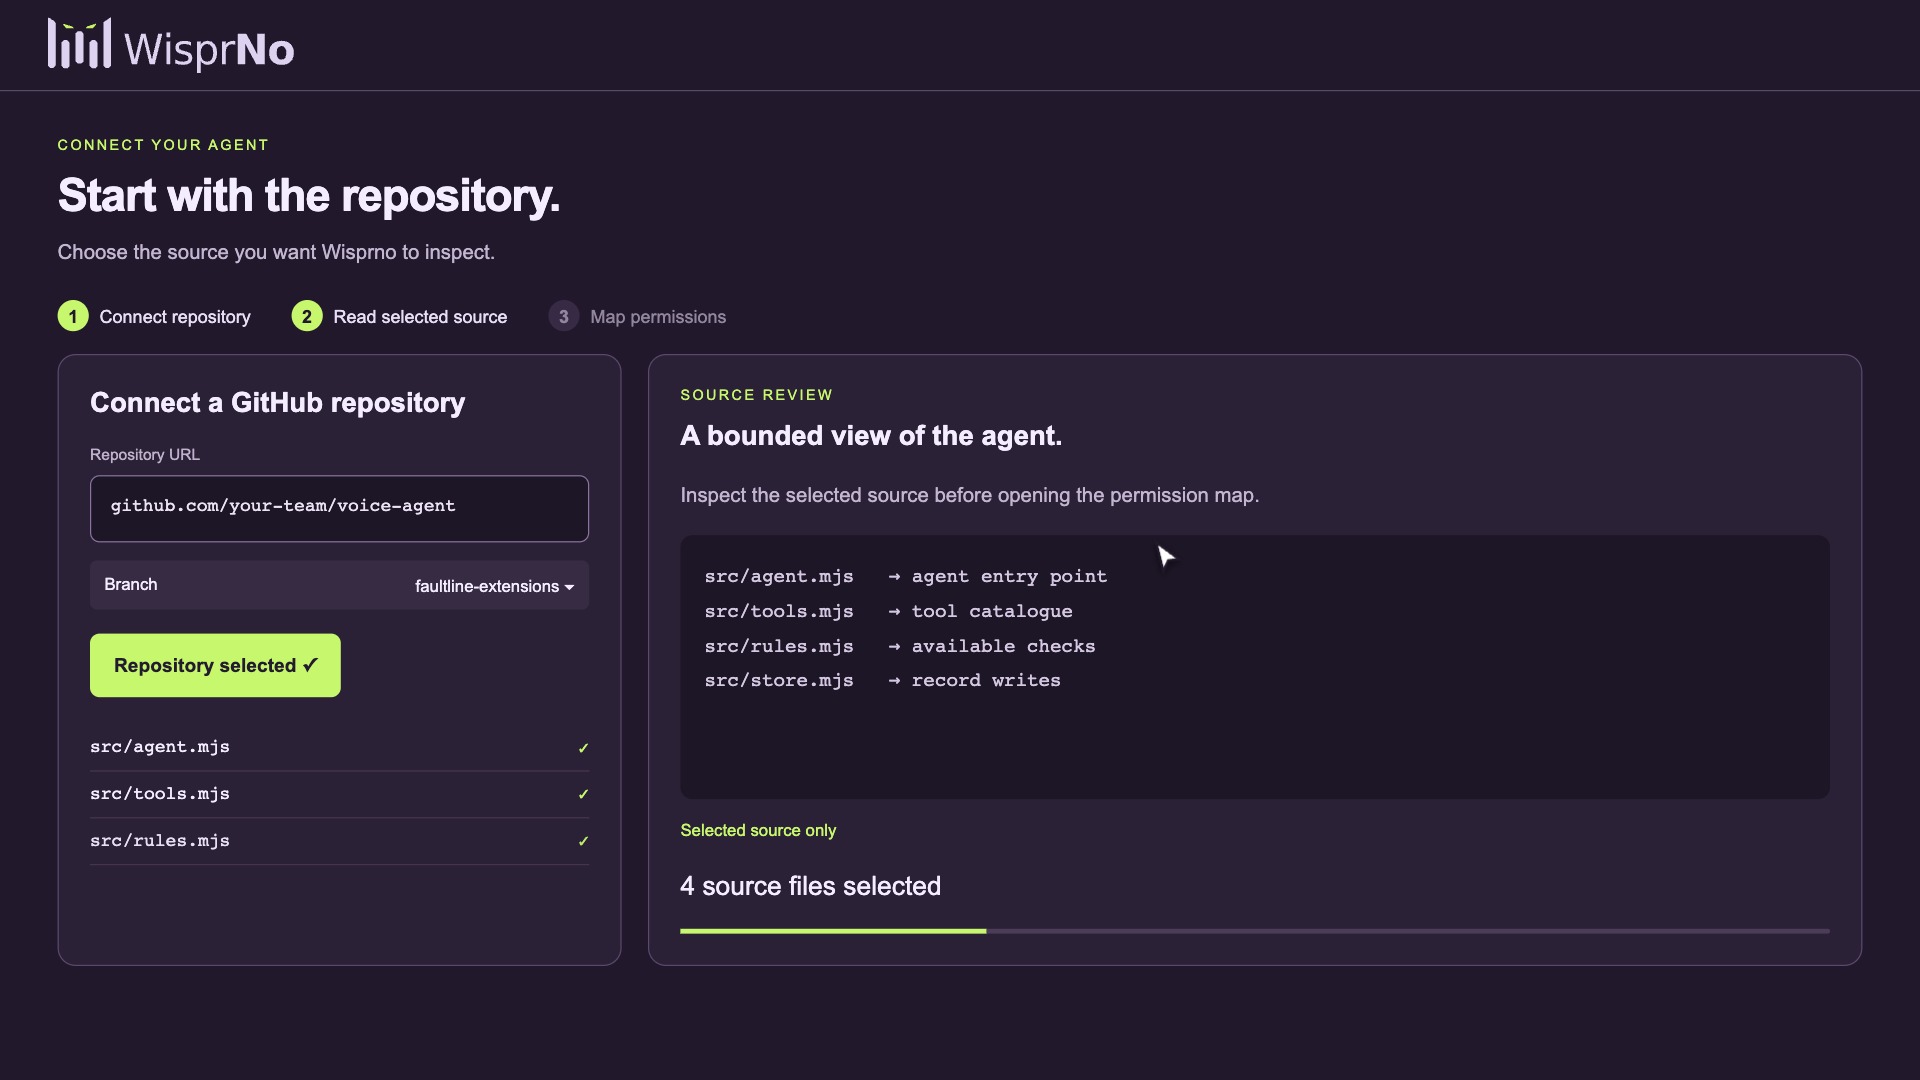 WisprNo
CONNECT YOUR AGENT
Start with the repository.
Choose the source you want Wisprno to inspect.
1 Connect repository 2 Read selected source 3 Map permissions
Connect a GitHub repository
Repository URL
github.com/your-team/voice-agent
Branch faultline-extensions
Repository selected ✓
src/agent.mjs ✓
src/tools.mjs ✓
src/rules.mjs ✓
SOURCE REVIEW
A bounded view of the agent.
Inspect the selected source before opening the permission map.
src/agent.mjs → agent entry point
src/tools.mjs → tool catalogue
src/rules.mjs → available checks
src/store.mjs → record writes
Selected source only
4 source files selected